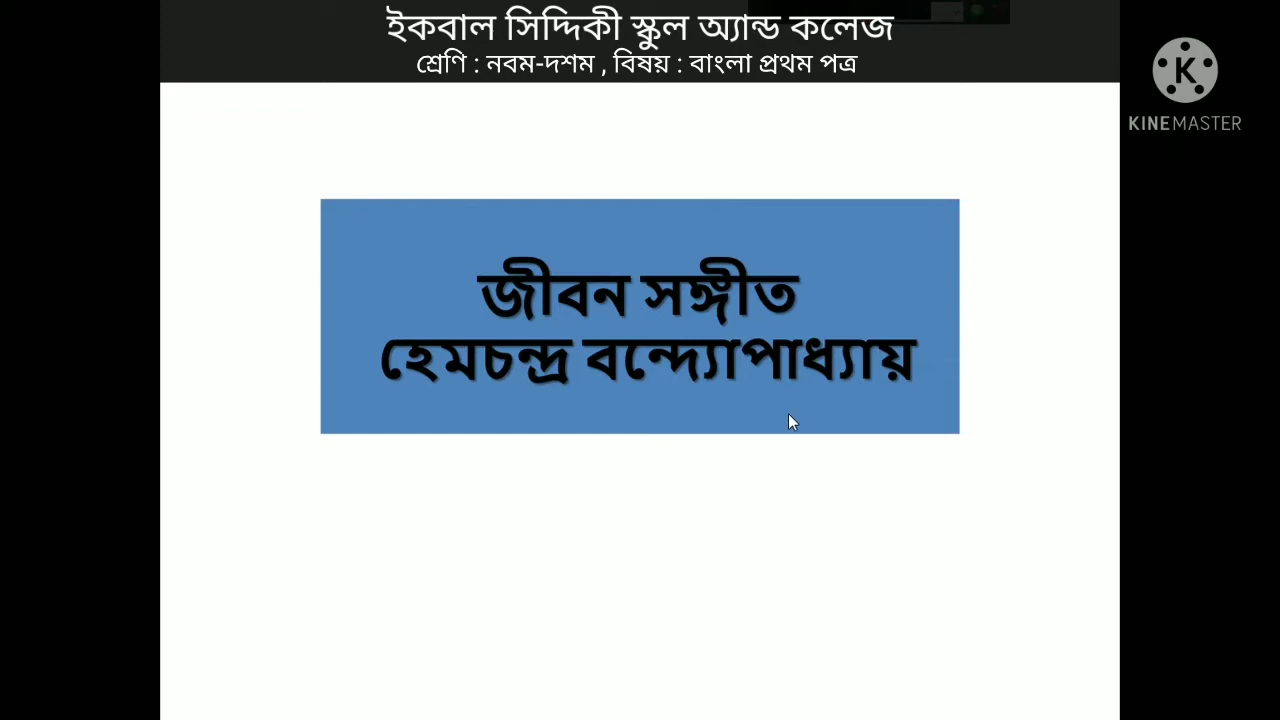 ইকবাল সিদ্দিকী স্কুল অ্যান্ড কলেজ
শ্রেণি : নবম-দশম , বিষয় : বাংলা প্রথম পত্র
K
KINEMASTER
জীবন সঙ্গীত
হেমচন্দ্র বন্দ্যোপাধ্যায়